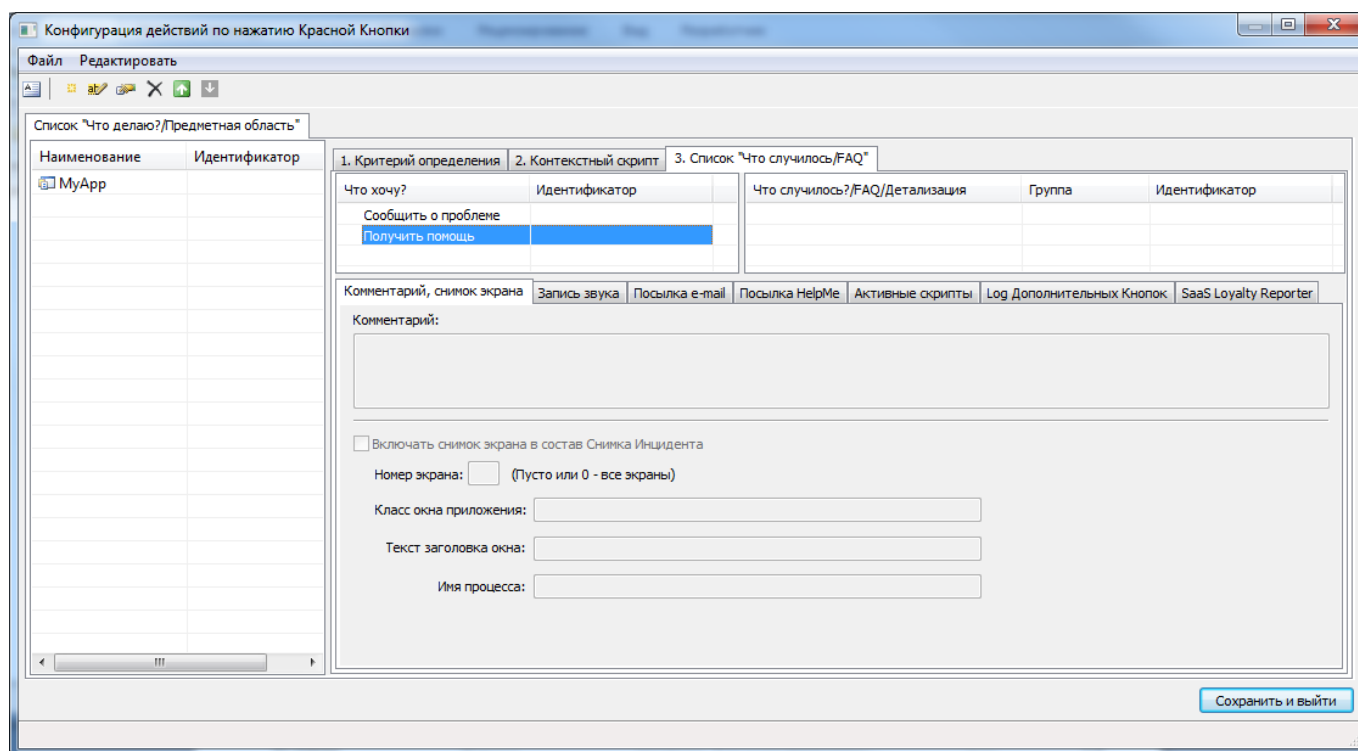 Конфигурация действий по нажатию Красной Кнопки
Файл Редактировать
Список "Что делаю?/Предметная область"
Наименование Идентификатор
MyApp
1. Критерий определения 2. Контекстный скрипт 3. Список "Что случилось/FAQ"
Что хочу? Идентификатор Что случилось?/FAQ/Детализация Группа Идентификатор
Сообщить о проблеме
Получить помощь
Комментарий, снимок экрана Запись звука Посылка e-mail Посылка HelpMe Активные скрипты Log Дополнительных Кнопок SaaS Loyalty Reporter
Комментарий:
Включать снимок экрана в состав Снимка Инцидента
Номер экрана: (Пусто или 0 - все экраны)
Класс окна приложения:
Текст заголовка окна:
Имя процесса:
Сохранить и выйти